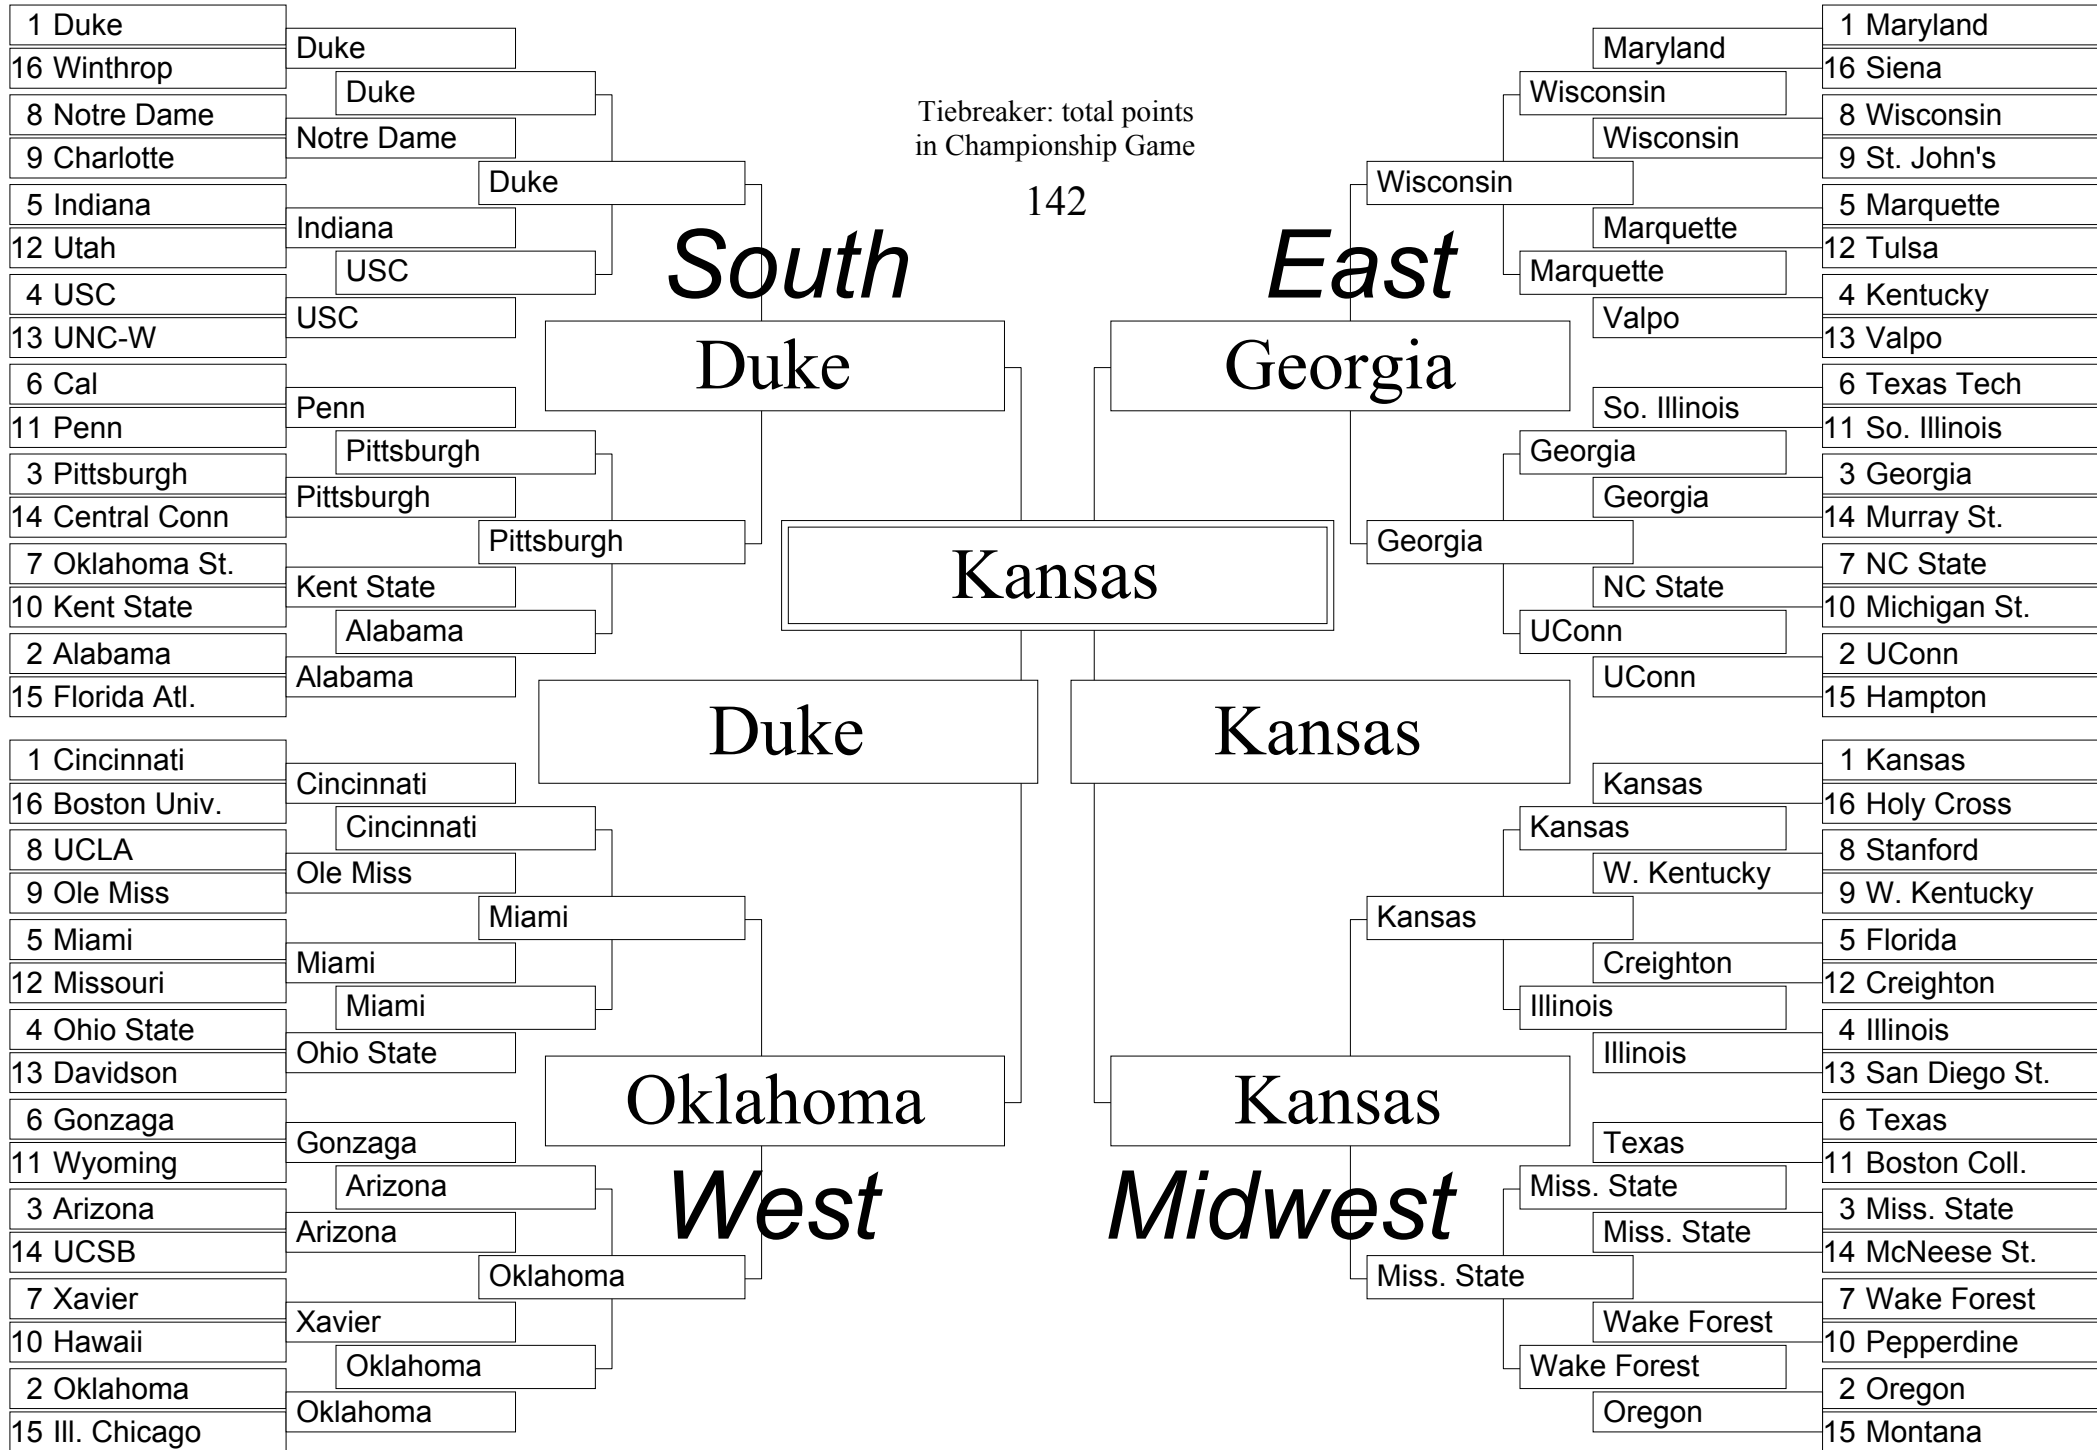 1 Duke
16 Winthrop
8 Notre Dame
9 Charlotte
5 Indiana
12 Utah
4 USC
13 UNC-W
6 Cal
11 Penn
3 Pittsburgh
14 Central Conn
7 Oklahoma St.
10 Kent State
2 Alabama
15 Florida Atl.
Duke
Notre Dame
Indiana
USC
Penn
Pittsburgh
Kent State
Alabama
Duke
USC
Pittsburgh
Alabama
Duke
Pittsburgh
South
Duke
1 Cincinnati
16 Boston Univ.
8 UCLA
9 Ole Miss
5 Miami
12 Missouri
4 Ohio State
13 Davidson
6 Gonzaga
11 Wyoming
3 Arizona
14 UCSB
7 Xavier
10 Hawaii
2 Oklahoma
15 Ill. Chicago
Cincinnati
Ole Miss
Miami
Ohio State
Gonzaga
Arizona
Xavier
Oklahoma
Cincinnati
Miami
Arizona
Oklahoma
Miami
Oklahoma
Oklahoma
West
Tiebreaker: total points
in Championship Game
142
Kansas
Duke
Kansas
East
Georgia
Wisconsin
Georgia
Wisconsin
Marquette
Georgia
UConn
Maryland
Wisconsin
Marquette
Valpo
So. Illinois
Georgia
NC State
UConn
1 Maryland
16 Siena
8 Wisconsin
9 St. John's
5 Marquette
12 Tulsa
4 Kentucky
13 Valpo
6 Texas Tech
11 So. Illinois
3 Georgia
14 Murray St.
7 NC State
10 Michigan St.
2 UConn
15 Hampton
Kansas
Midwest
Kansas
Miss. State
Kansas
Illinois
Miss. State
Wake Forest
Kansas
W. Kentucky
Creighton
Illinois
Texas
Miss. State
Wake Forest
Oregon
1 Kansas
16 Holy Cross
8 Stanford
9 W. Kentucky
5 Florida
12 Creighton
4 Illinois
13 San Diego St.
6 Texas
11 Boston Coll.
3 Miss. State
14 McNeese St.
7 Wake Forest
10 Pepperdine
2 Oregon
15 Montana